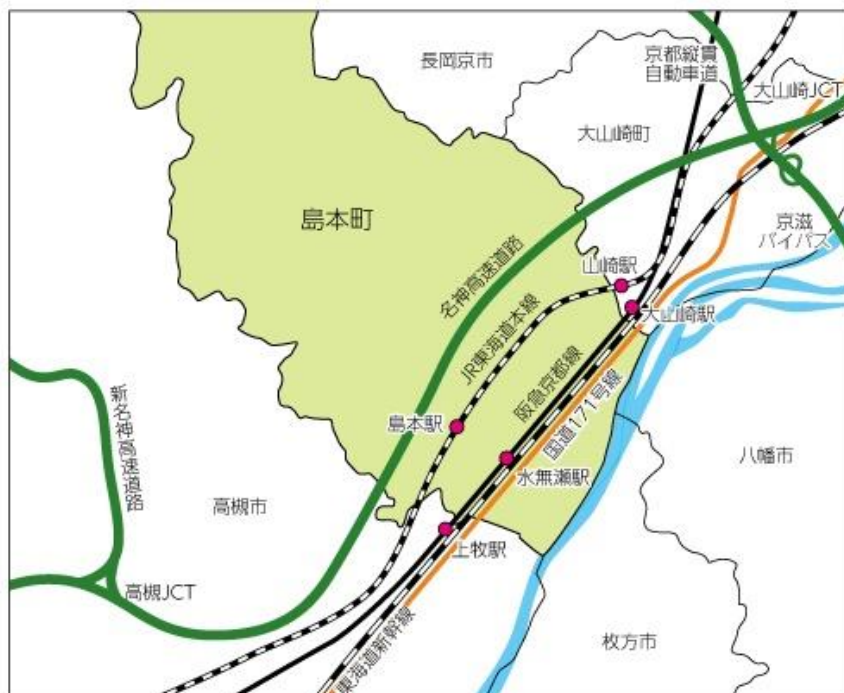 長岡京市
京都縦貫
自動車道
大山崎JCT
大山崎町
島本町
京滋
バイパス
名神高速道路
山崎駅
大山崎駅
JR東海道本線
阪急京都線
国道171号線
島本駅
水無瀬駅
新名神高速道路
八幡市
高槻市
上牧駅
高槻JCT
東海道新幹線
枚方市